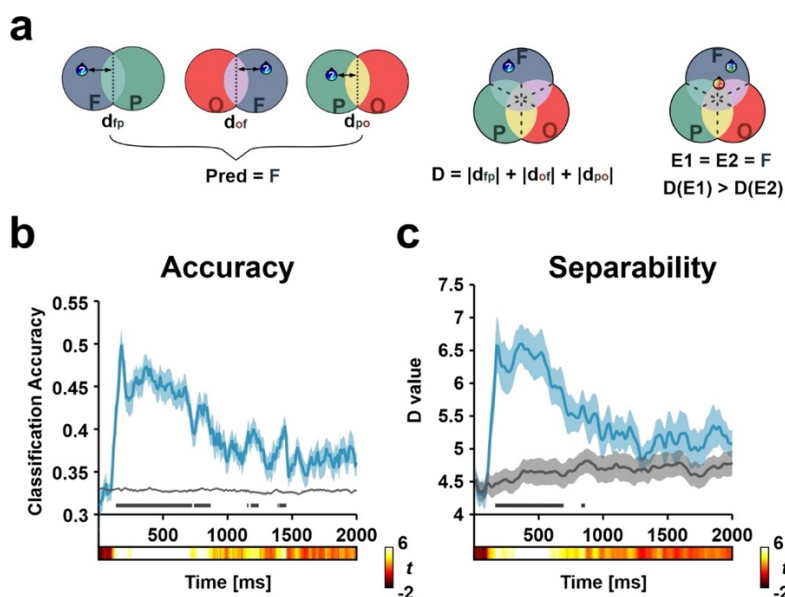 a
F P
O F
P O
dfp
dof
dpo
Pred = F
F
P O
D = |dfp| + |dof| + |dpo|
F
P O
E1 = E2 = F
D(E1) > D(E2)
b
Accuracy
Classification Accuracy
0.55
0.5
0.45
0.4
0.35
0.3
500 1000 1500 2000
Time [ms]
6
t
-2
c
Separability
D value
7.5
7
6.5
6
5.5
5
4.5
4
500 1000 1500 2000
Time [ms]
6
t
-2